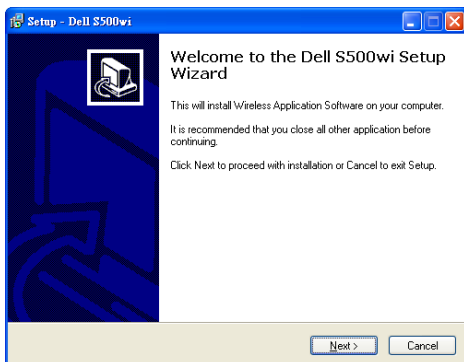 Setup - Dell S500wi
Welcome to the Dell S500wi Setup
Wizard
This will install Wireless Application Software on your computer.
It is recommended that you close all other application before
continuing.
Click Next to proceed with installation or Cancel to exit Setup.
Next >
Cancel